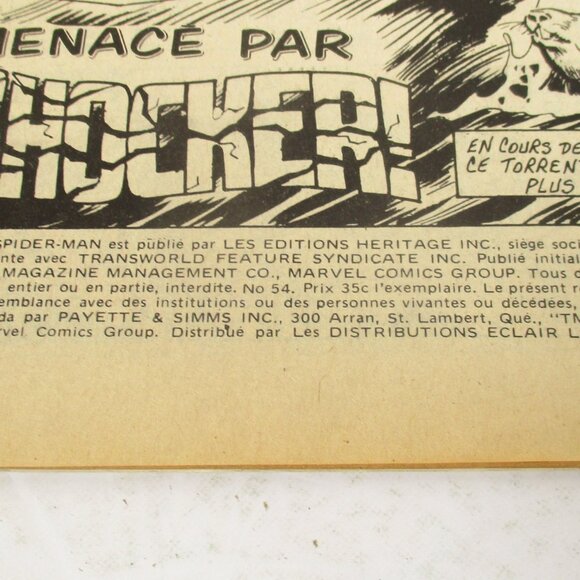 MENACÉ PAR
SHOCKER!
EN COURS DE
CE TORRENT
PLUS
SPIDER-MAN est publié par LES EDITIONS HERITAGE INC., siège soci
ente avec TRANSWORLD FEATURE SYNDICATE INC. Publié initial
MAGAZINE MANAGEMENT CO., MARVEL COMICS GROUP. Tous d
entier ou en partie, interdite. No 54. Prix 35c l'exemplaire. Le présent r
emblance avec des institutions ou des personnes vivantes ou décédées,
da par PAYETTE & SIMMS INC., 300 Arran, St. Lambert, Qué., "TM
rvel Comics Group. Distribué par Les DISTRIBUTIONS ECLAIR L